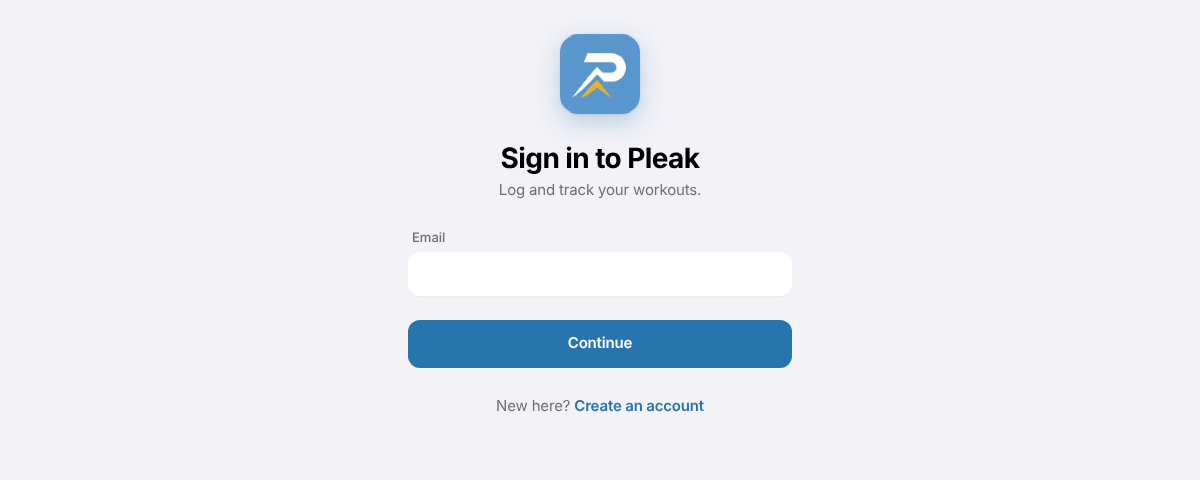 Sign in to Pleak
Log and track your workouts.
Email
Continue
New here? Create an account